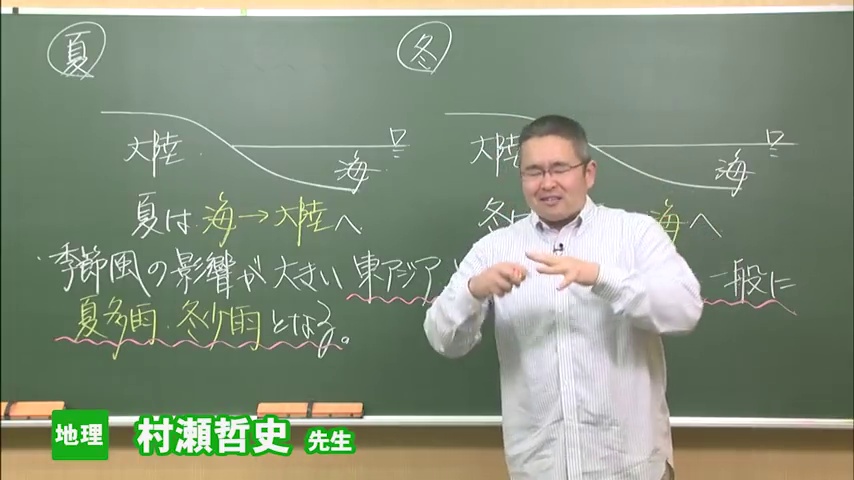 夏
冬
大陸
海
大陸
海
夏は 海→大陸へ
冬は 海へ
季節風の影響が大きい 東アジア 一般に
夏多雨・冬少雨となる。
地理 村瀬哲史 先生